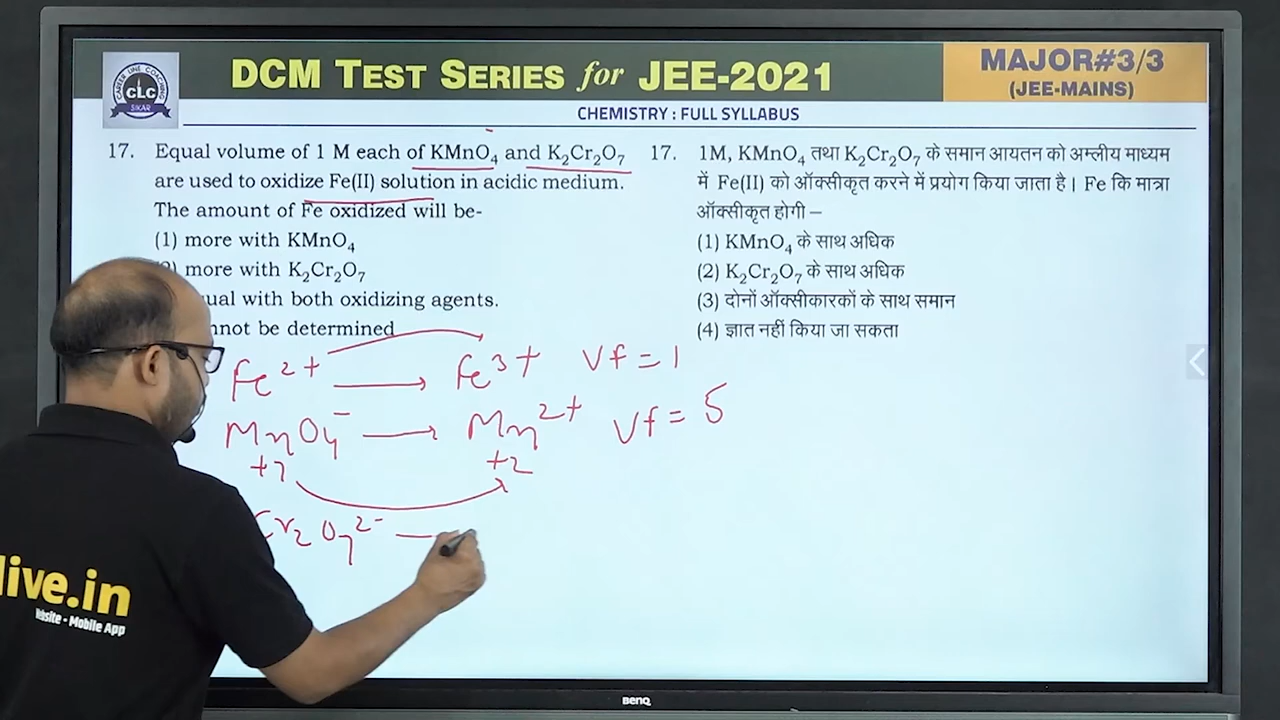 DCM TEST SERIES for JEE-2021
MAJOR#3/3
(JEE-MAINS)
CAREER LINE COACHING
CLC
SIKAR
CHEMISTRY : FULL SYLLABUS
17. Equal volume of 1 M each of KMnO₄ and K₂Cr₂O₇
are used to oxidize Fe(II) solution in acidic medium.
The amount of Fe oxidized will be-
(1) more with KMnO₄
more with K₂Cr₂O₇
ual with both oxidizing agents.
nnot be determined
17. 1M, KMnO₄ तथा K₂Cr₂O₇ के समान आयतन को अम्लीय माध्यम
में Fe(II) को ऑक्सीकृत करने में प्रयोग किया जाता है। Fe कि मात्रा
ऑक्सीकृत होगी –
(1) KMnO₄ के साथ अधिक
(2) K₂Cr₂O₇ के साथ अधिक
(3) दोनों ऑक्सीकारकों के साथ समान
(4) ज्ञात नहीं किया जा सकता
Fe²⁺ ⟶ Fe³⁺ Vf = 1
MnO₄⁻ ⟶ Mn²⁺ Vf = 5
+7 +2
Cr₂O₇²⁻ —
live.in
Website - Mobile App
BenQ